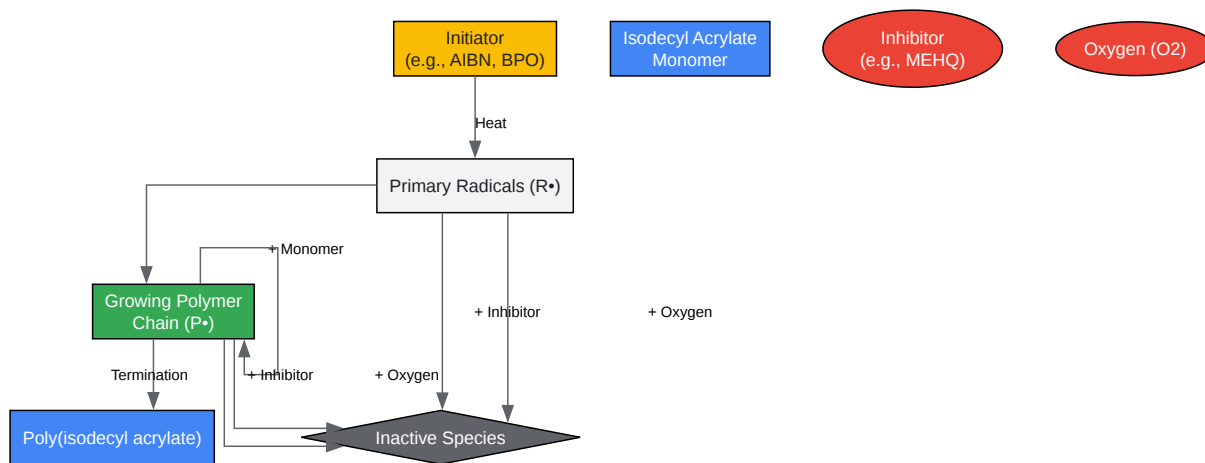 Initiator
(e.g., AIBN, BPO)
Isodecyl Acrylate
Monomer
Inhibitor
(e.g., MEHQ)
Oxygen (O2)
Heat
Primary Radicals (R•)
+ Monomer
Growing Polymer
Chain (P•)
+ Inhibitor
+ Oxygen
Termination
+ Inhibitor
+ Oxygen
Poly(isodecyl acrylate)
Inactive Species